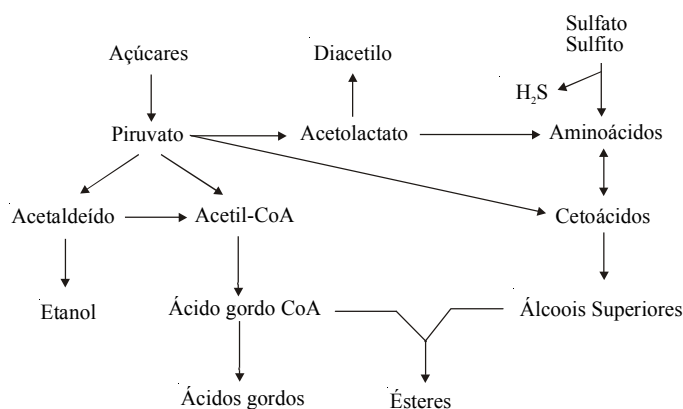 Sulfato
Sulfito
Açúcares
Diacetilo
H₂S
Piruvato
Acetolactato
Aminoácidos
Acetaldeído
Acetil-CoA
Cetoácidos
Etanol
Ácido gordo CoA
Álcoois Superiores
Ácidos gordos
Ésteres